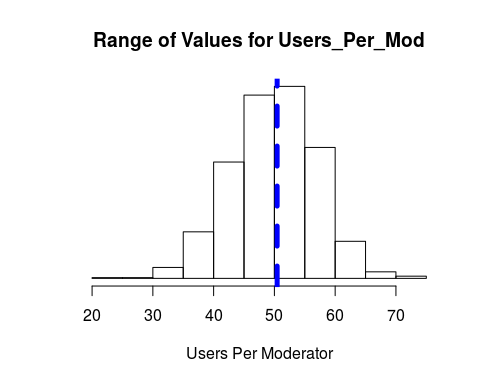 Range of Values for Users_Per_Mod
20 30 40 50 60 70
Users Per Moderator